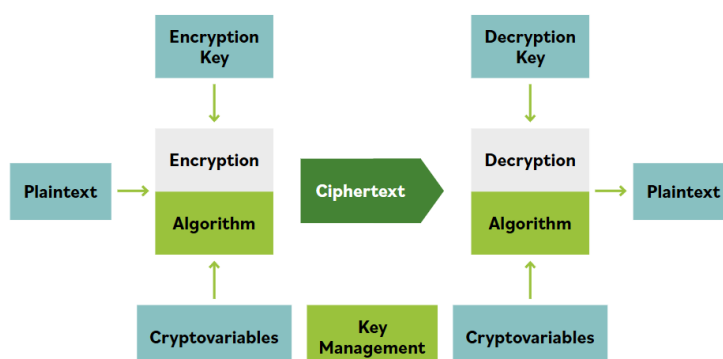 Encryption
Key
Decryption
Key
Plaintext
Encryption
Algorithm
Ciphertext
Decryption
Algorithm
Plaintext
Cryptovariables
Key
Management
Cryptovariables